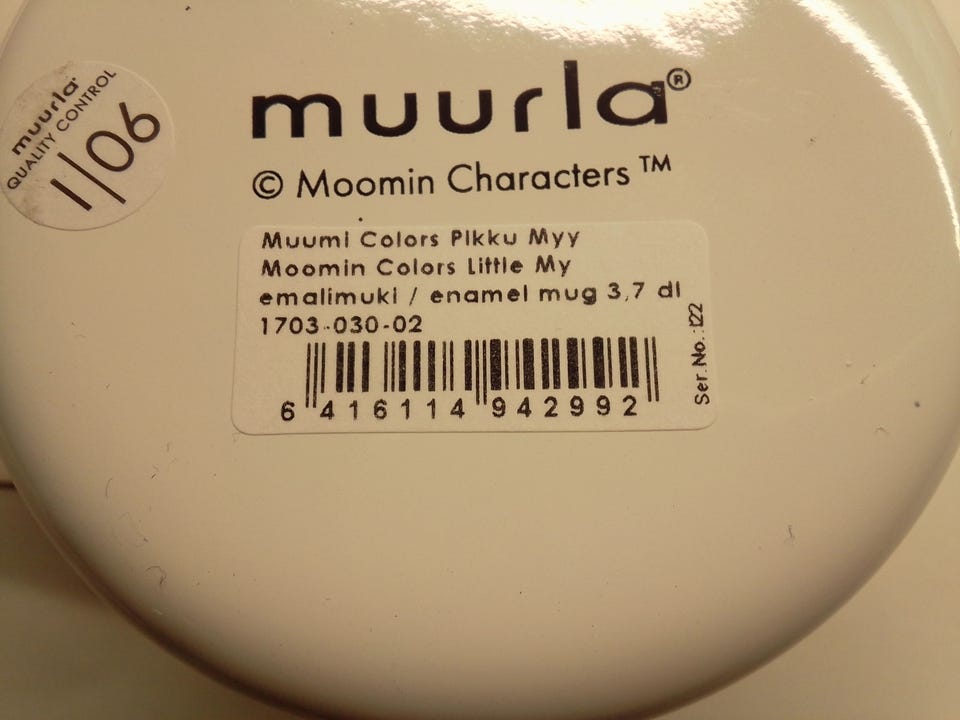 muurla®
QUALITY CONTROL
1/06
muurla®
© Moomin Characters ™
Muumi Colors Pikku Myy
Moomin Colors Little My
emalimuki / enamel mug 3,7 dl
1703-030-02
6 416114 942992
Ser. No.: 122